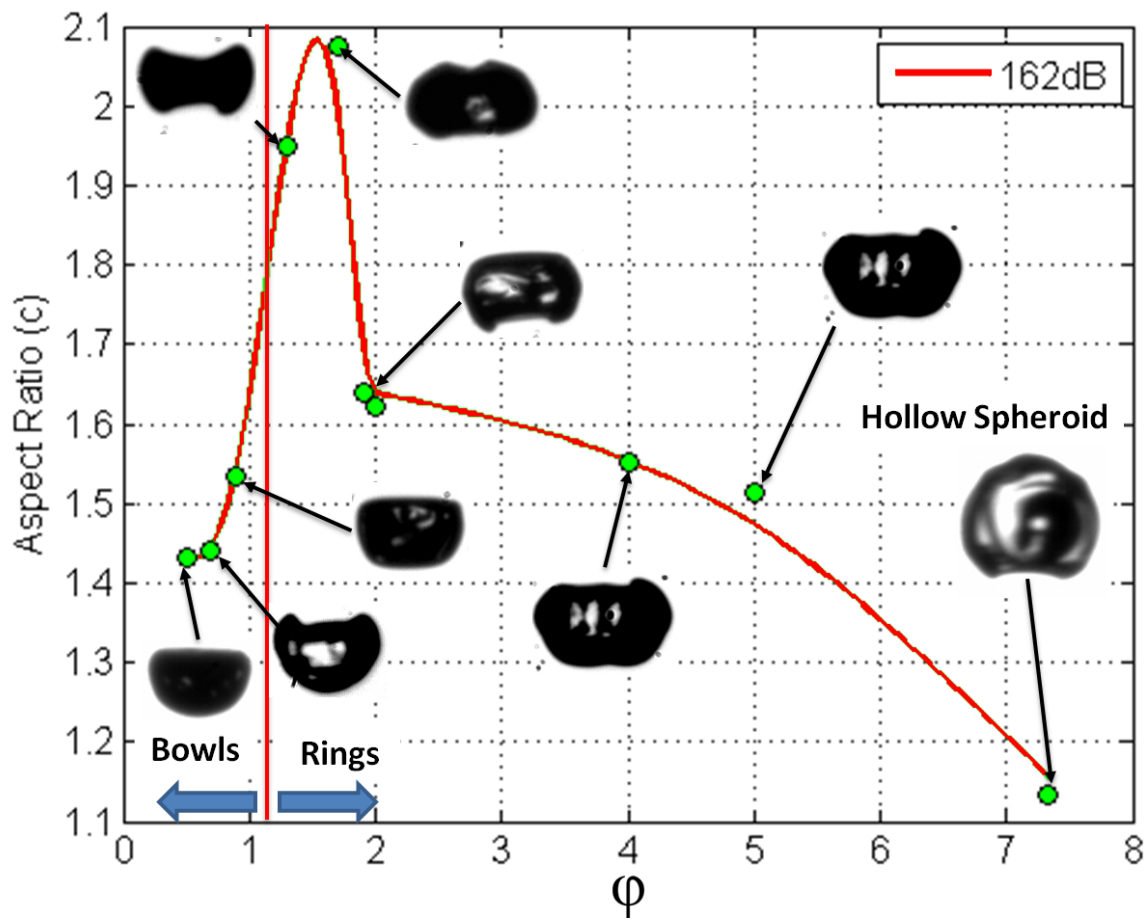 2.1
2
1.9
1.8
1.7
1.6
1.5
1.4
1.3
1.2
1.1
Aspect Ratio (c)
162dB
Hollow Spheroid
Bowls
Rings
0 1 2 3 4 5 6 7 8
φ